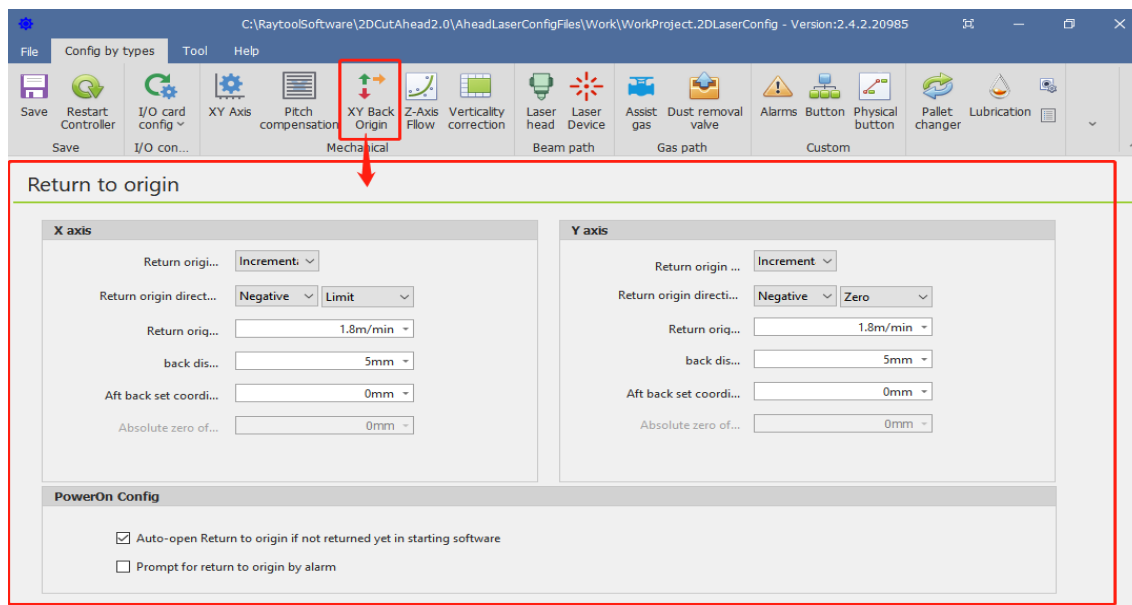 C:\RaytoolSoftware\2DCutAhead2.0\AheadLaserConfigFiles\Work\WorkProject.2DLaserConfig - Version:2.4.2.20985
File Config by types Tool Help
Save Restart Controller I/O card config XY Axis Pitch compensation XY Back Origin Z-Axis Fllow Verticality correction Laser head Laser Device Assist gas Dust removal valve Alarms Button Physical button Pallet changer Lubrication
Save I/O con... Mechanical Beam path Gas path Custom
Return to origin
X axis
Return origi... Increment
Return origin direct... Negative Limit
Return orig... 1.8m/min
back dis... 5mm
Aft back set coordi... 0mm
Absolute zero of... 0mm
Y axis
Return origin ... Increment
Return origin directi... Negative Zero
Return orig... 1.8m/min
back dis... 5mm
Aft back set coordi... 0mm
Absolute zero of... 0mm
PowerOn Config
Auto-open Return to origin if not returned yet in starting software
Prompt for return to origin by alarm